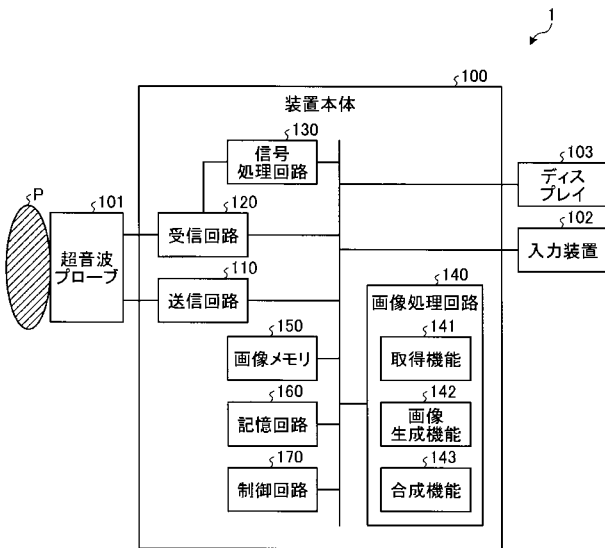 1
100
装置本体
130
信号
処理回路
103
ディス
プレイ
P
101
超音波
プローブ
120
受信回路
102
入力装置
110
送信回路
140
画像処理回路
141
取得機能
150
画像メモリ
142
画像
生成機能
160
記憶回路
143
合成機能
170
制御回路